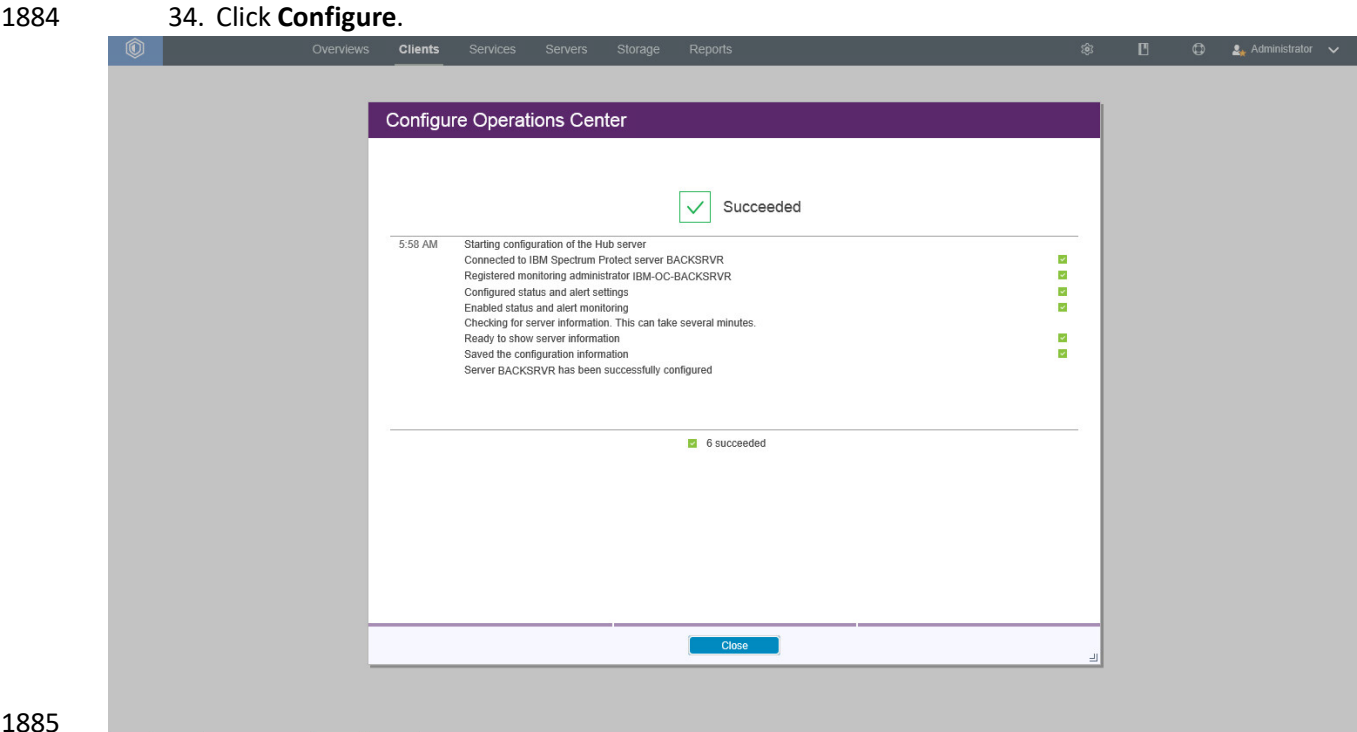 1884 34. Click Configure.
Overviews Clients Services Servers Storage Reports Administrator
Configure Operations Center
Succeeded
5:58 AM Starting configuration of the Hub server
Connected to IBM Spectrum Protect server BACKSRVR
Registered monitoring administrator IBM-OC-BACKSRVR
Configured status and alert settings
Enabled status and alert monitoring
Checking for server information. This can take several minutes.
Ready to show server information
Saved the configuration information
Server BACKSRVR has been successfully configured
6 succeeded
Close
1885